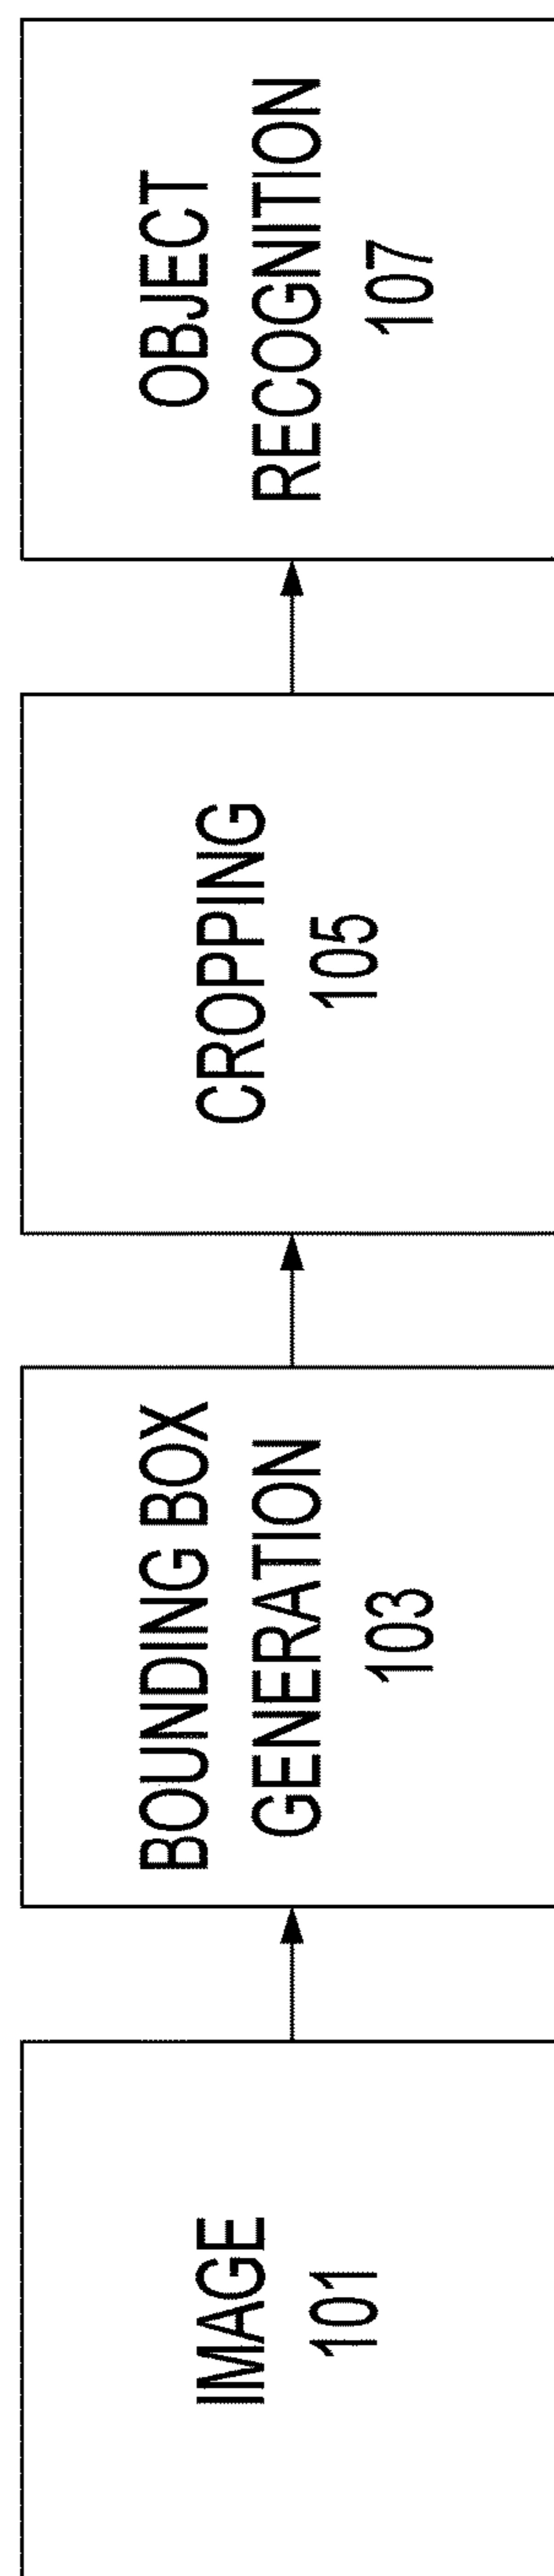 IMAGE
101
BOUNDING BOX
GENERATION
103
CROPPING
105
OBJECT
RECOGNITION
107